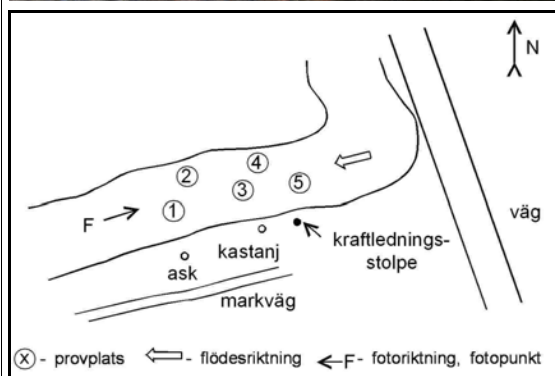 N
2
4
5
3
1
F
väg
kraftlednings-
stolpe
kastanj
ask
markväg
X - provplats - flödesriktning F - fotoriktning, fotopunkt